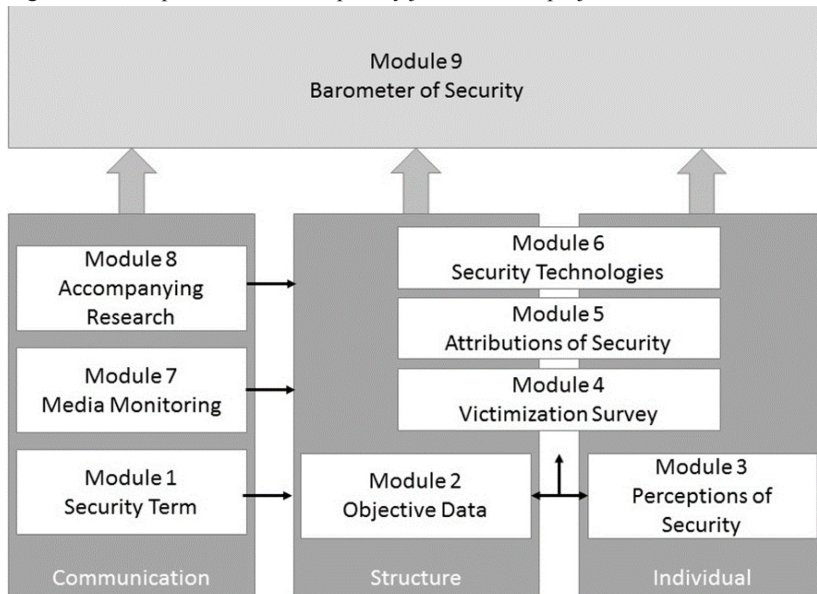 Module 9
Barometer of Security
Module 8
Accompanying
Research
Module 7
Media Monitoring
Module 1
Security Term
Communication
Module 6
Security Technologies
Module 5
Attributions of Security
Module 4
Victimization Survey
Module 2
Objective Data
Structure
Module 3
Perceptions of
Security
Individual